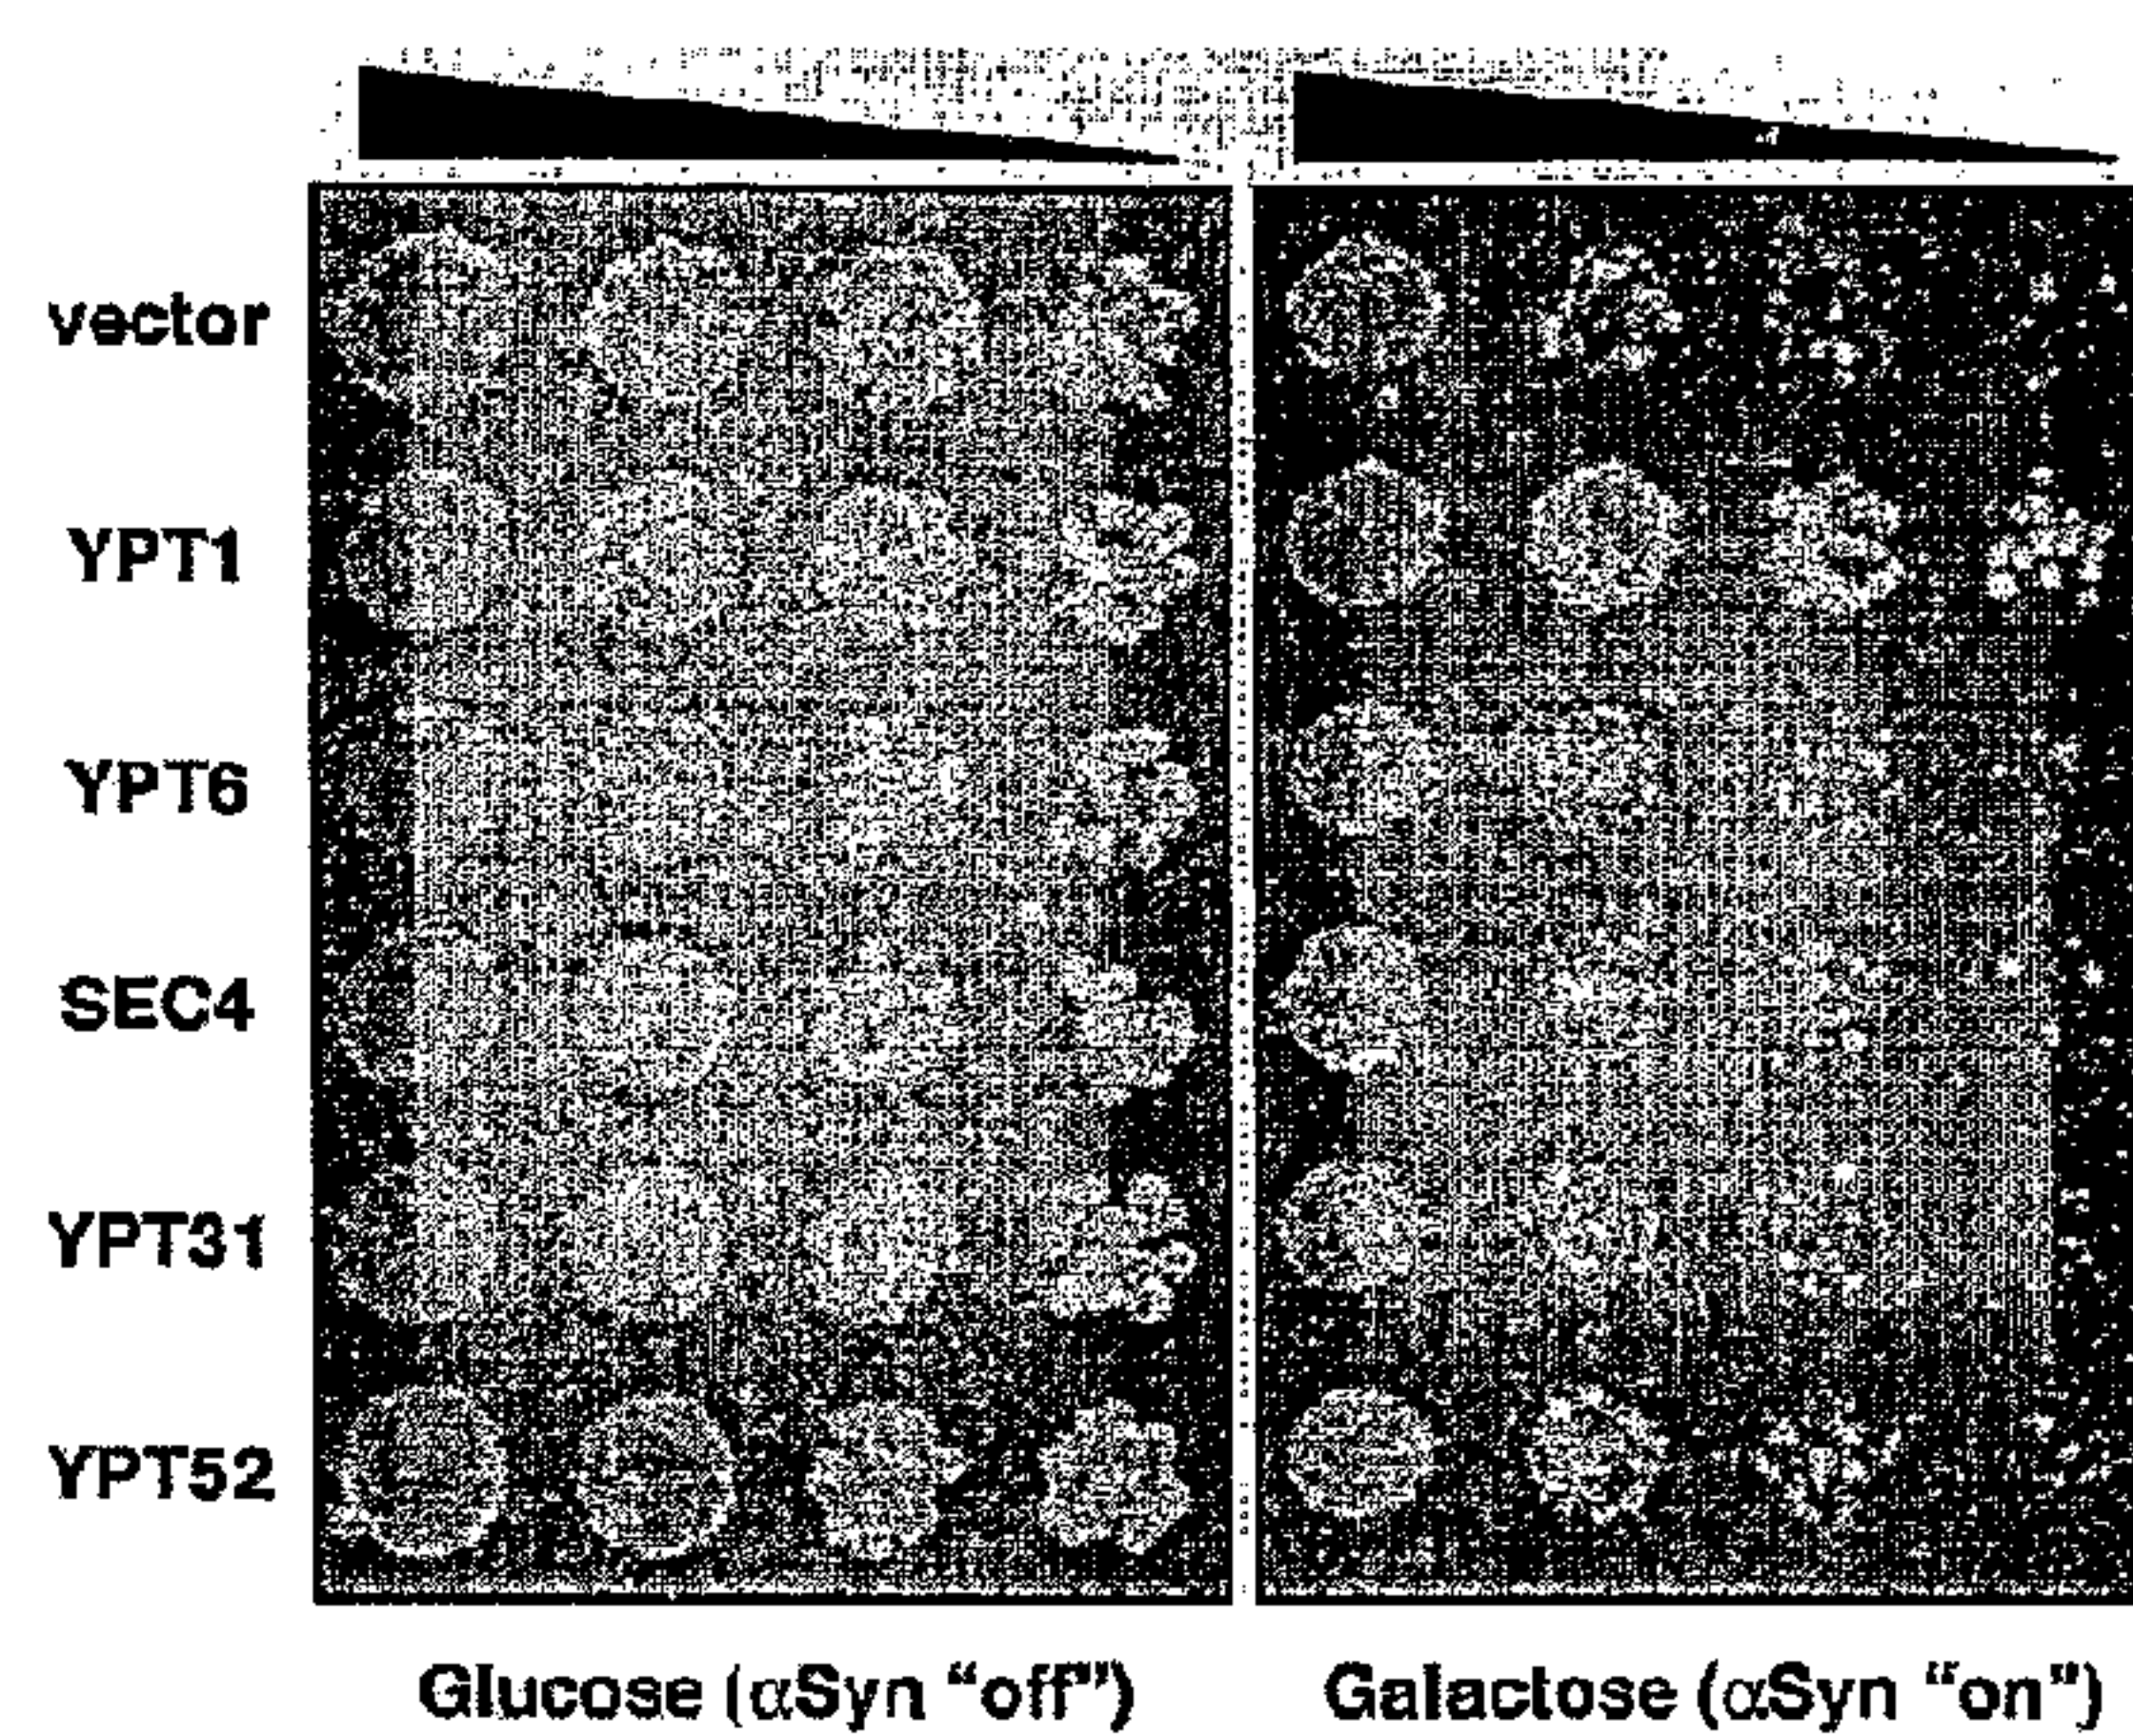 vector
YPT1
YPT6
SEC4
YPT31
YPT52
Glucose (αSyn “off”)
Galactose (αSyn “on”)